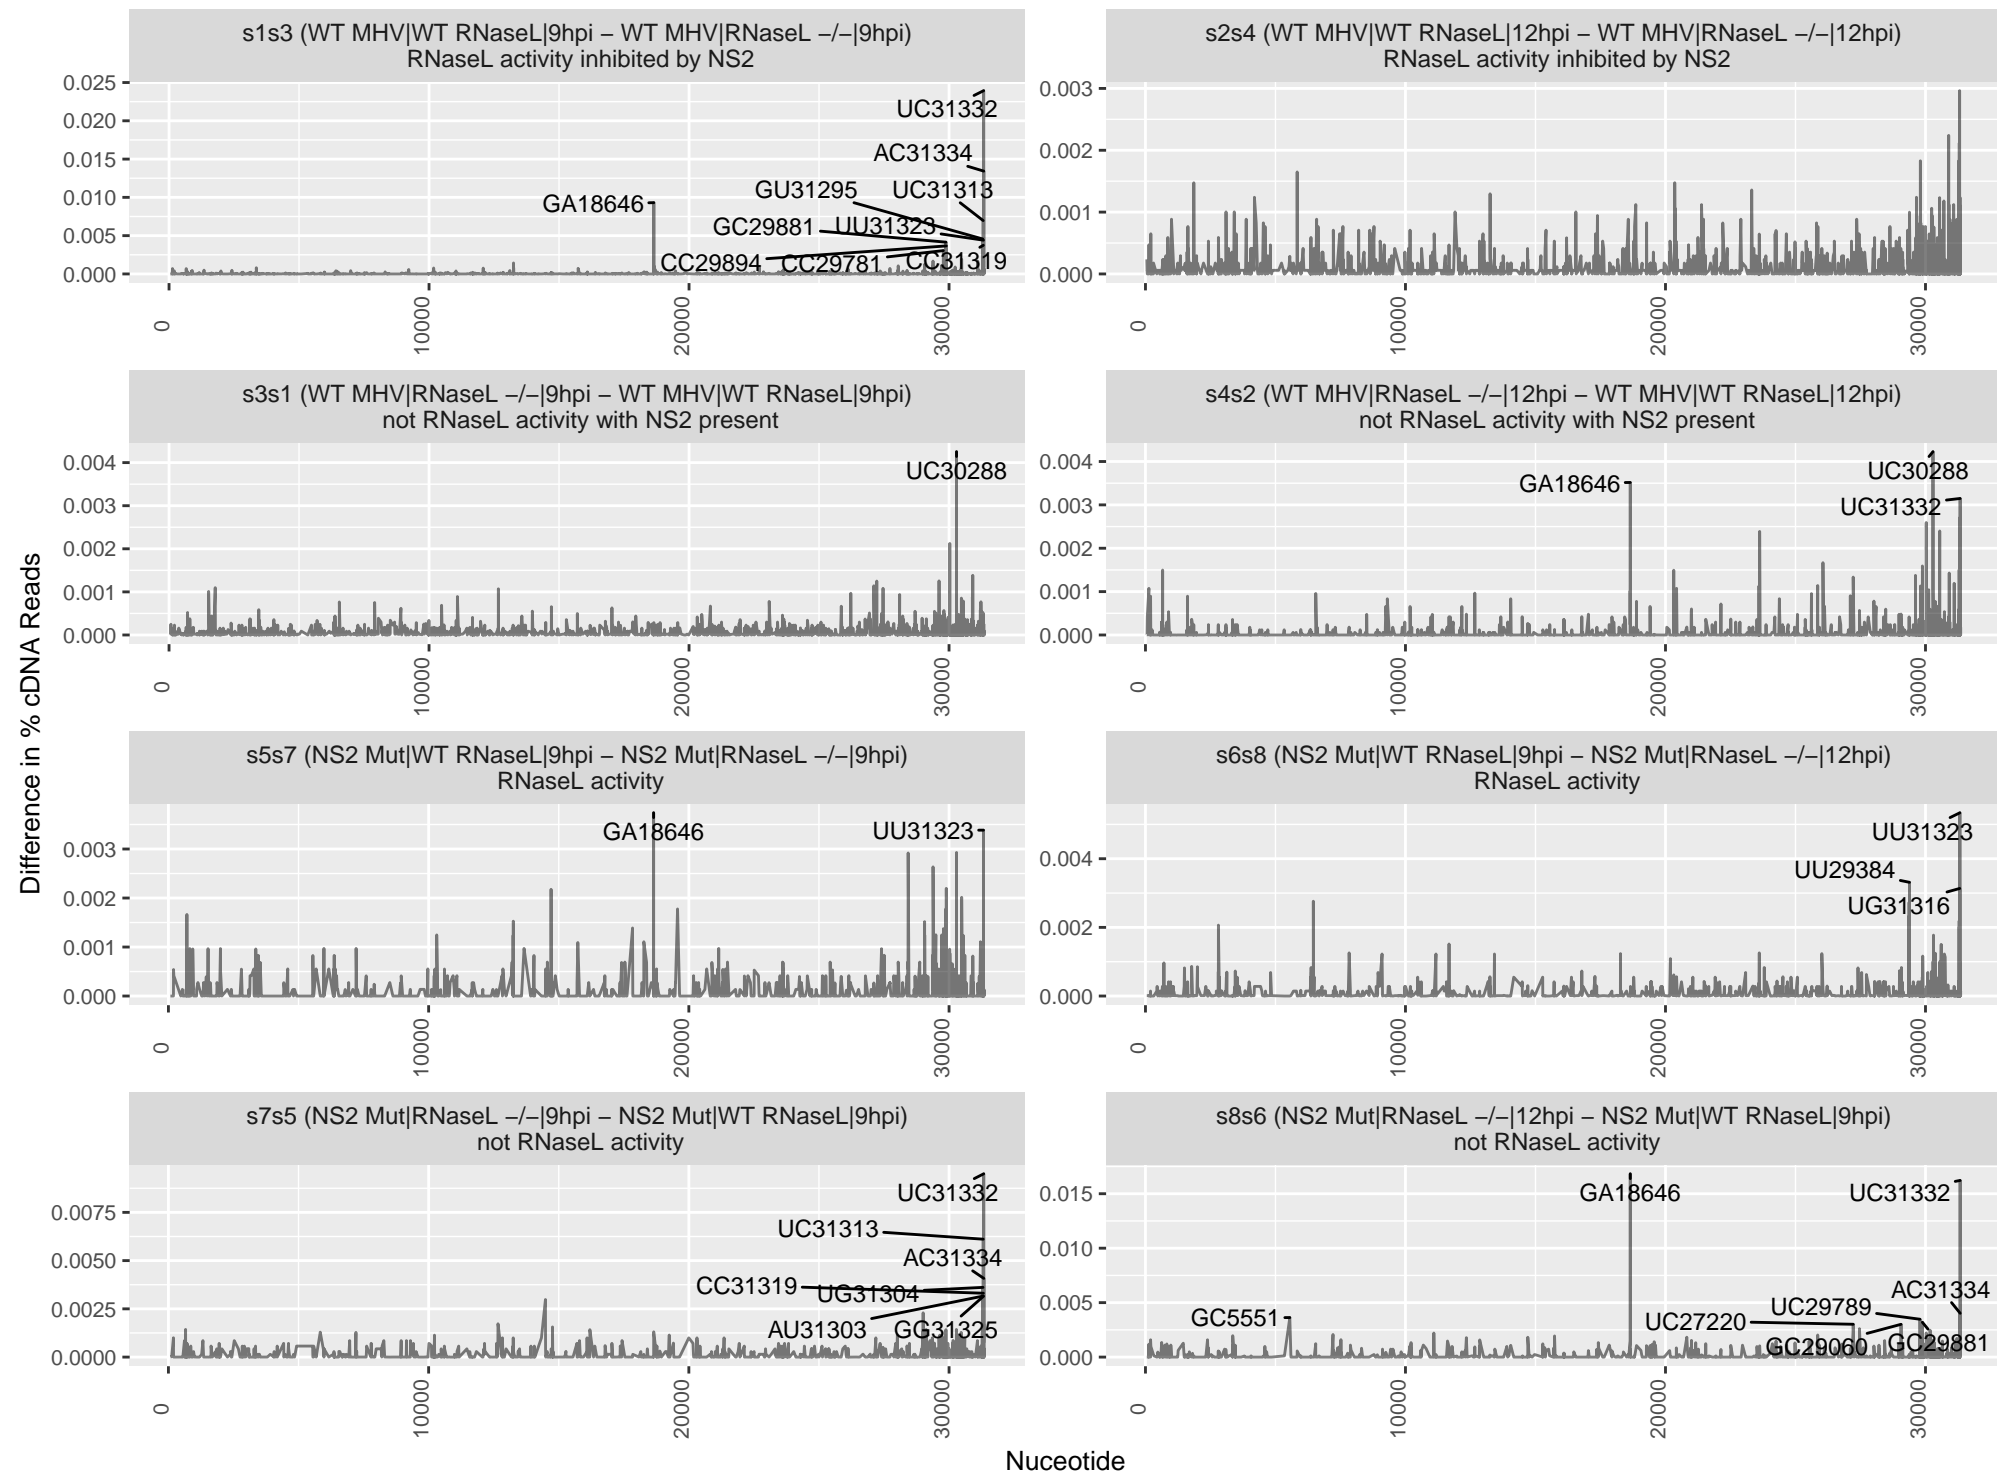 s1s3 (WT MHV|WT RNaseL|9hpi − WT MHV|RNaseL −/−|9hpi)
RNaseL activity inhibited by NS2
0.025
0.020
0.015
0.010
0.005
0.000
UC31332
AC31334
GU31295
UC31313
GA18646
GC29881
UU31323
CC29894
CC29781
CC31319
0
10000
20000
30000
s2s4 (WT MHV|WT RNaseL|12hpi − WT MHV|RNaseL −/−|12hpi)
RNaseL activity inhibited by NS2
0.003
0.002
0.001
0.000
0
10000
20000
30000
s3s1 (WT MHV|RNaseL −/−|9hpi − WT MHV|WT RNaseL|9hpi)
not RNaseL activity with NS2 present
0.004
0.003
0.002
0.001
0.000
UC30288
0
10000
20000
30000
s4s2 (WT MHV|RNaseL −/−|12hpi − WT MHV|WT RNaseL|12hpi)
not RNaseL activity with NS2 present
0.004
0.003
0.002
0.001
0.000
UC30288
GA18646
UC31332
0
10000
20000
30000
s5s7 (NS2 Mut|WT RNaseL|9hpi − NS2 Mut|RNaseL −/−|9hpi)
RNaseL activity
0.003
0.002
0.001
0.000
GA18646
UU31323
0
10000
20000
30000
s6s8 (NS2 Mut|WT RNaseL|9hpi − NS2 Mut|RNaseL −/−|12hpi)
RNaseL activity
0.004
0.002
0.000
UU31323
UU29384
UG31316
0
10000
20000
30000
s7s5 (NS2 Mut|RNaseL −/−|9hpi − NS2 Mut|WT RNaseL|9hpi)
not RNaseL activity
0.0075
0.0050
0.0025
0.0000
UC31332
UC31313
AC31334
CC31319
UG31304
AU31303
GG31325
0
10000
20000
30000
s8s6 (NS2 Mut|RNaseL −/−|12hpi − NS2 Mut|WT RNaseL|9hpi)
not RNaseL activity
0.015
0.010
0.005
0.000
GA18646
UC31332
AC31334
GC5551
UC29789
UC27220
GC29060
GC29881
0
10000
20000
30000
Difference in % cDNA Reads
Nuceotide